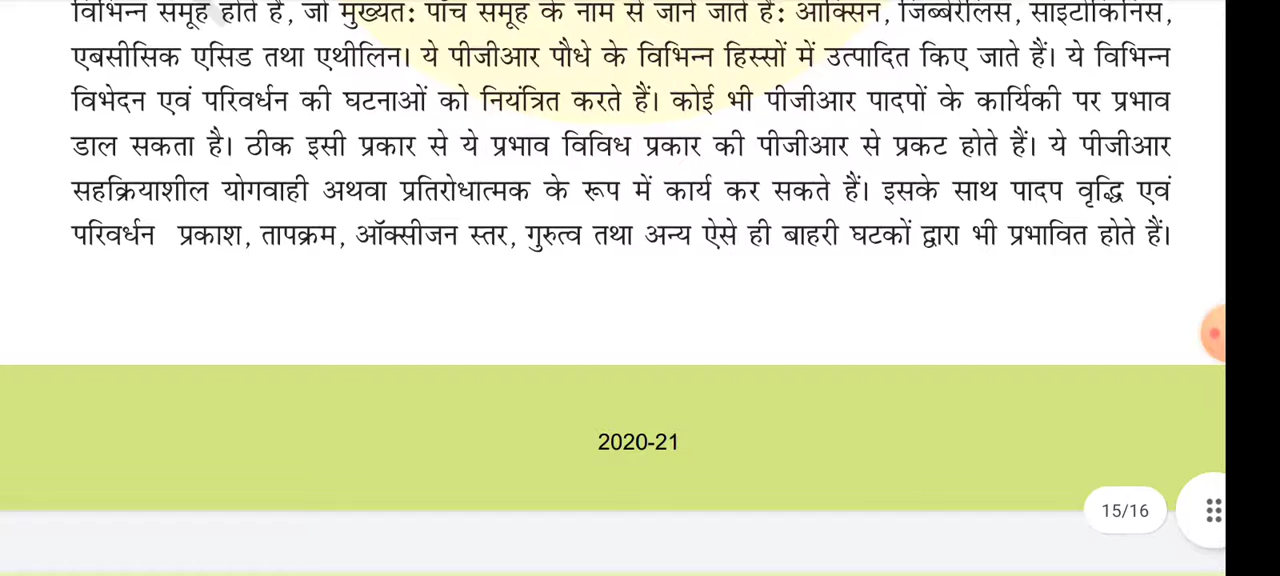 विभिन्न समूह होते हैं, जो मुख्यत: पाँच समूह के नाम से जाने जाते हैं: ऑक्सिन, जिब्बेरेलिंस, साइटोकिनिंस,
एबसीसिक एसिड तथा एथीलिन। ये पीजीआर पौधे के विभिन्न हिस्सों में उत्पादित किए जाते हैं। ये विभिन्न
विभेदन एवं परिवर्धन की घटनाओं को नियंत्रित करते हैं। कोई भी पीजीआर पादपों के कार्यिकी पर प्रभाव
डाल सकता है। ठीक इसी प्रकार से ये प्रभाव विविध प्रकार की पीजीआर से प्रकट होते हैं। ये पीजीआर
सहक्रियाशील योगवाही अथवा प्रतिरोधात्मक के रूप में कार्य कर सकते हैं। इसके साथ पादप वृद्धि एवं
परिवर्धन प्रकाश, तापक्रम, ऑक्सीजन स्तर, गुरुत्व तथा अन्य ऐसे ही बाहरी घटकों द्वारा भी प्रभावित होते हैं।
2020-21
15/16